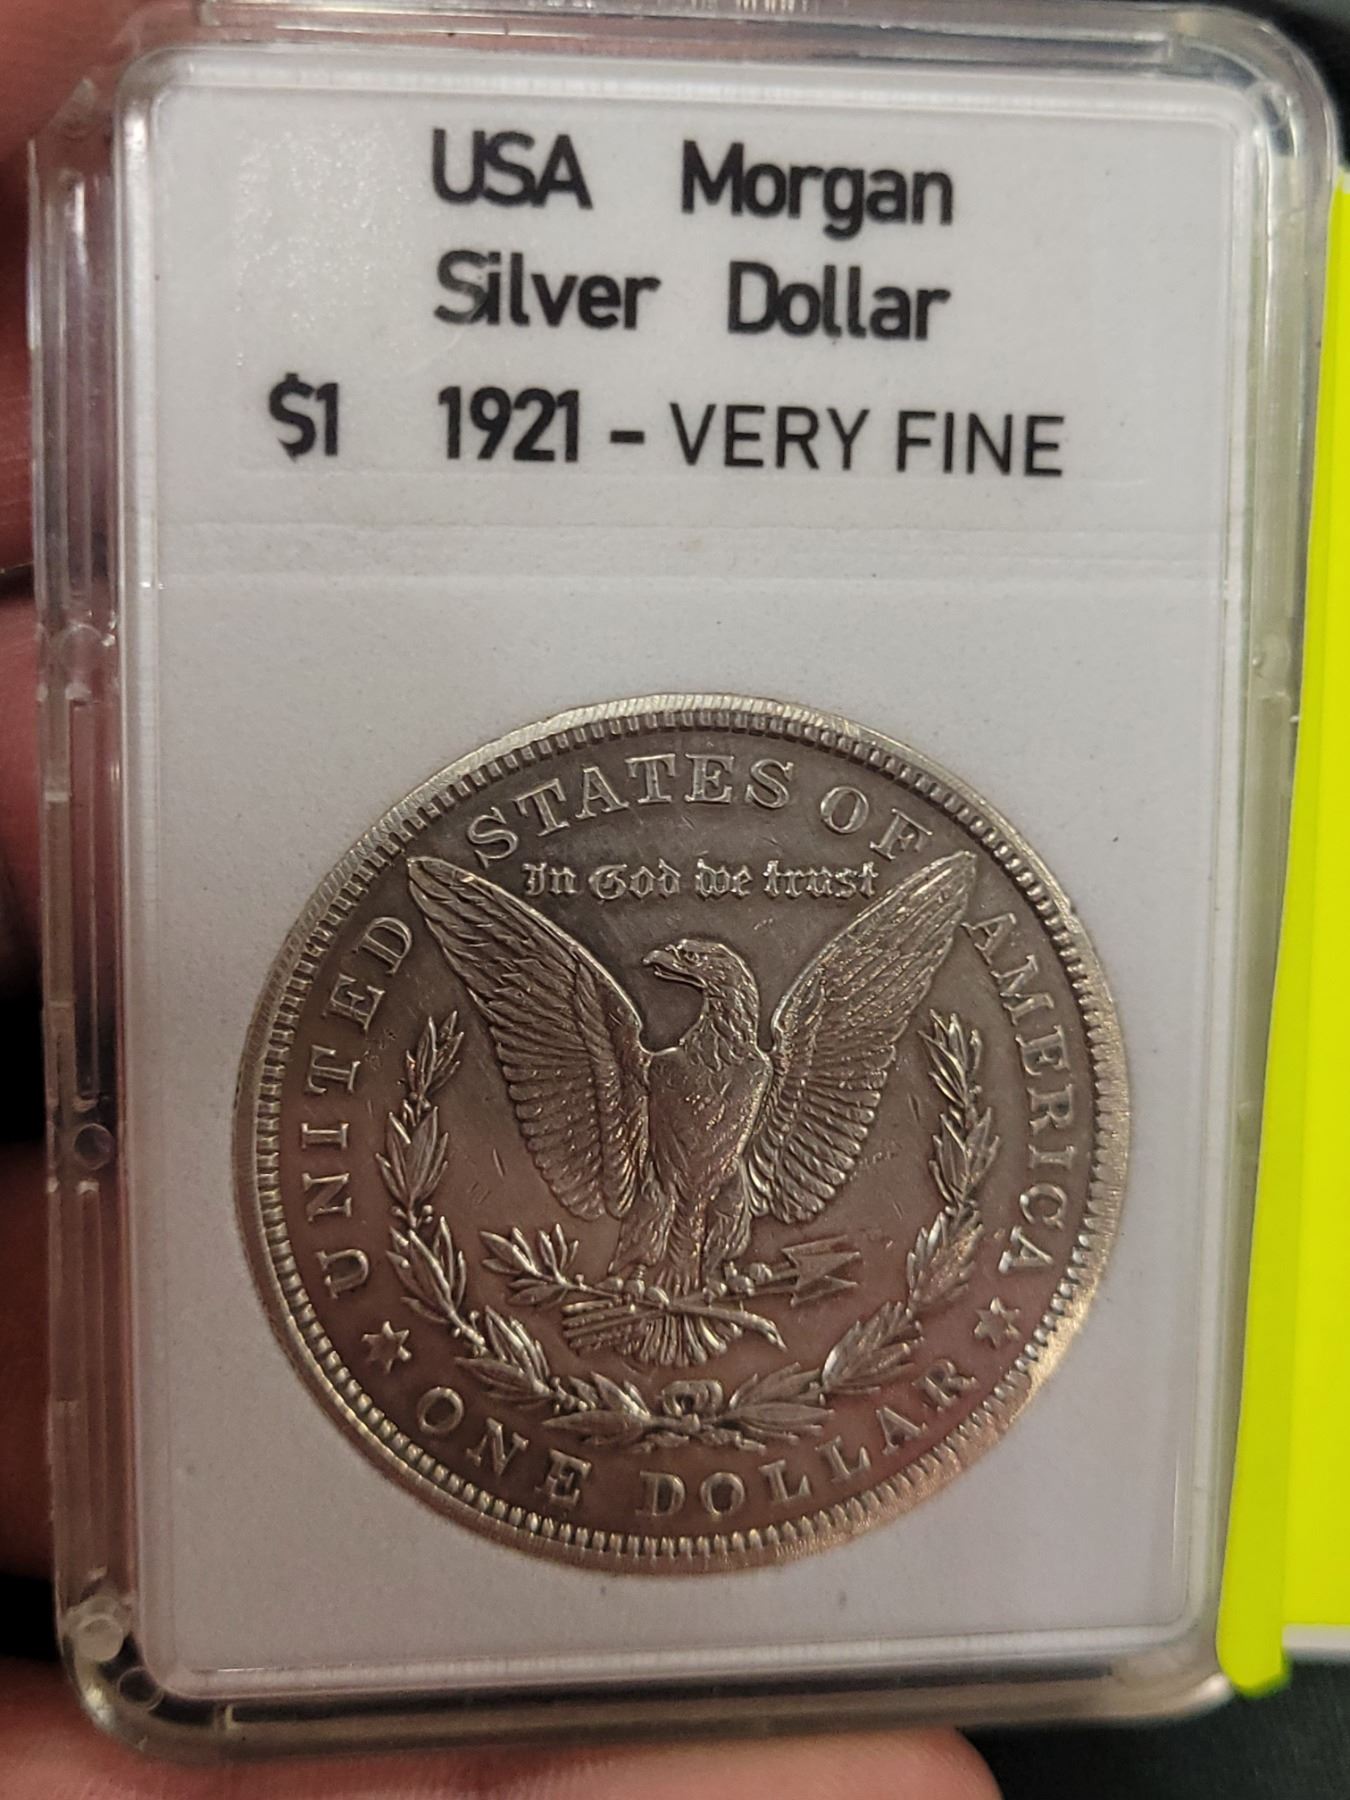 USA Morgan
Silver Dollar
$1 1921 - VERY FINE
UNITED STATES OF AMERICA
In God we trust
ONE DOLLAR